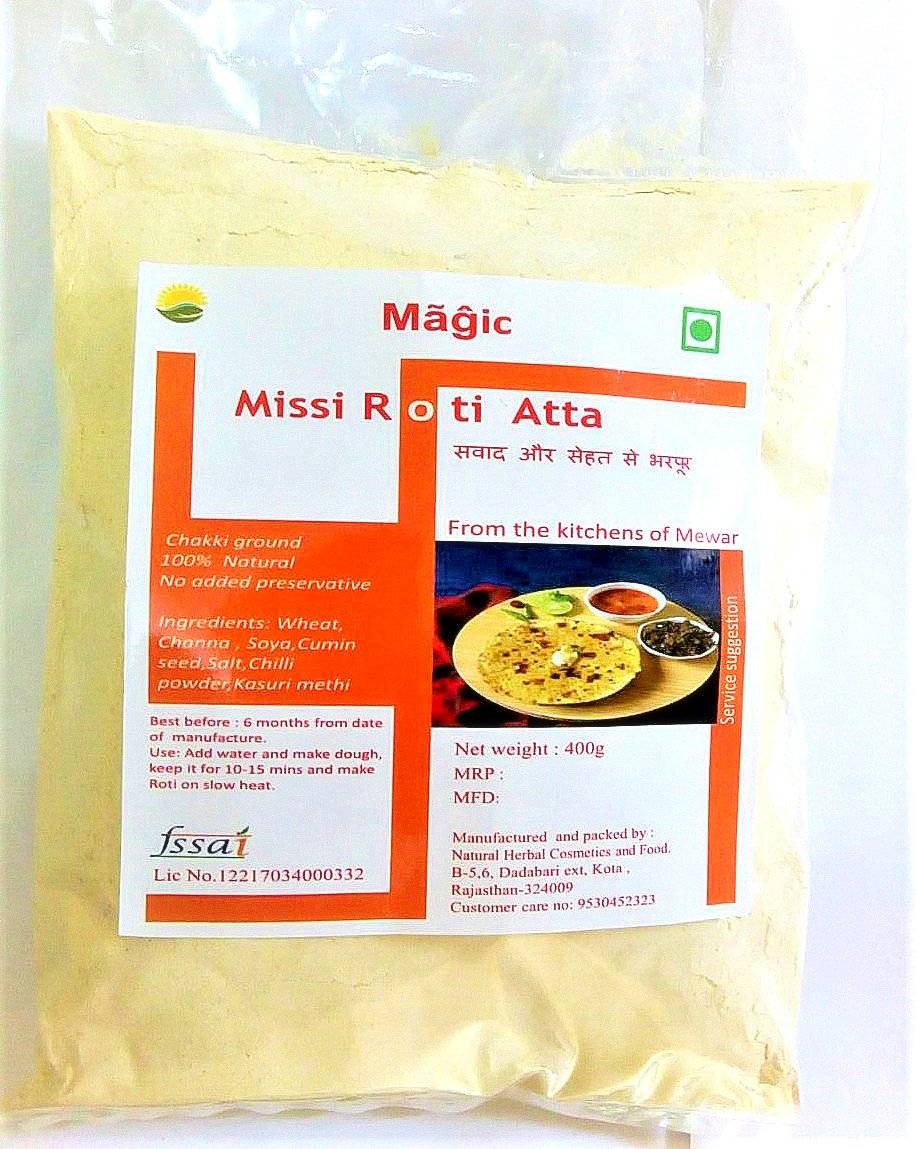 Mãĝic
Missi Roti Atta
सवाद और सेहत से भरपूर
From the kitchens of Mewar
Chakki ground
100% Natural
No added preservative
Ingredients: Wheat,
Channa , Soya,Cumin
seed,Salt,Chilli
powder,Kasuri methi
Service suggestion
Best before : 6 months from date
of manufacture.
Use: Add water and make dough,
keep it for 10-15 mins and make
Roti on slow heat.
fssai
Lic No.12217034000332
Net weight : 400g
MRP :
MFD:
Manufactured and packed by :
Natural Herbal Cosmetics and Food.
B-5,6, Dadabari ext, Kota ,
Rajasthan-324009
Customer care no: 9530452323